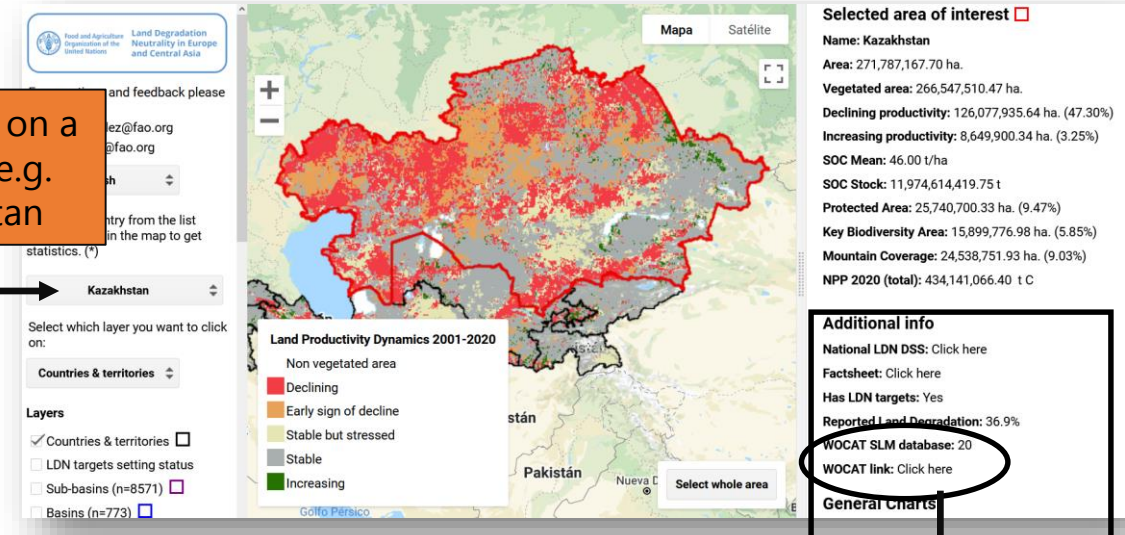 Food and Agriculture
Organization of the
United Nations
Land Degradation
Neutrality in Europe
and Central Asia
and feedback please
lez@fao.org
@fao.org
on a
e.g.
tan
sh
ntry from the list
in the map to get
statistics. (*)
Kazakhstan
Select which layer you want to click
on:
Countries & territories
Layers
Countries & territories
LDN targets setting status
Sub-basins (n=8571)
Basins (n=773)
+
−
Mapa Satélite
Land Productivity Dynamics 2001-2020
Non vegetated area
Declining
Early sign of decline
Stable but stressed
Stable
Increasing
stán
Pakistán
Nueva D
Golfo Pérsico
Select whole area
Selected area of interest
Name: Kazakhstan
Area: 271,787,167.70 ha.
Vegetated area: 266,547,510.47 ha.
Declining productivity: 126,077,935.64 ha. (47.30%)
Increasing productivity: 8,649,900.34 ha. (3.25%)
SOC Mean: 46.00 t/ha
SOC Stock: 11,974,614,419.75 t
Protected Area: 25,740,700.33 ha. (9.47%)
Key Biodiversity Area: 15,899,776.98 ha. (5.85%)
Mountain Coverage: 24,538,751.93 ha. (9.03%)
NPP 2020 (total): 434,141,066.40 t C
Additional info
National LDN DSS: Click here
Factsheet: Click here
Has LDN targets: Yes
Reported Land Degradation: 36.9%
WOCAT SLM database: 20
WOCAT link: Click here
General Charts